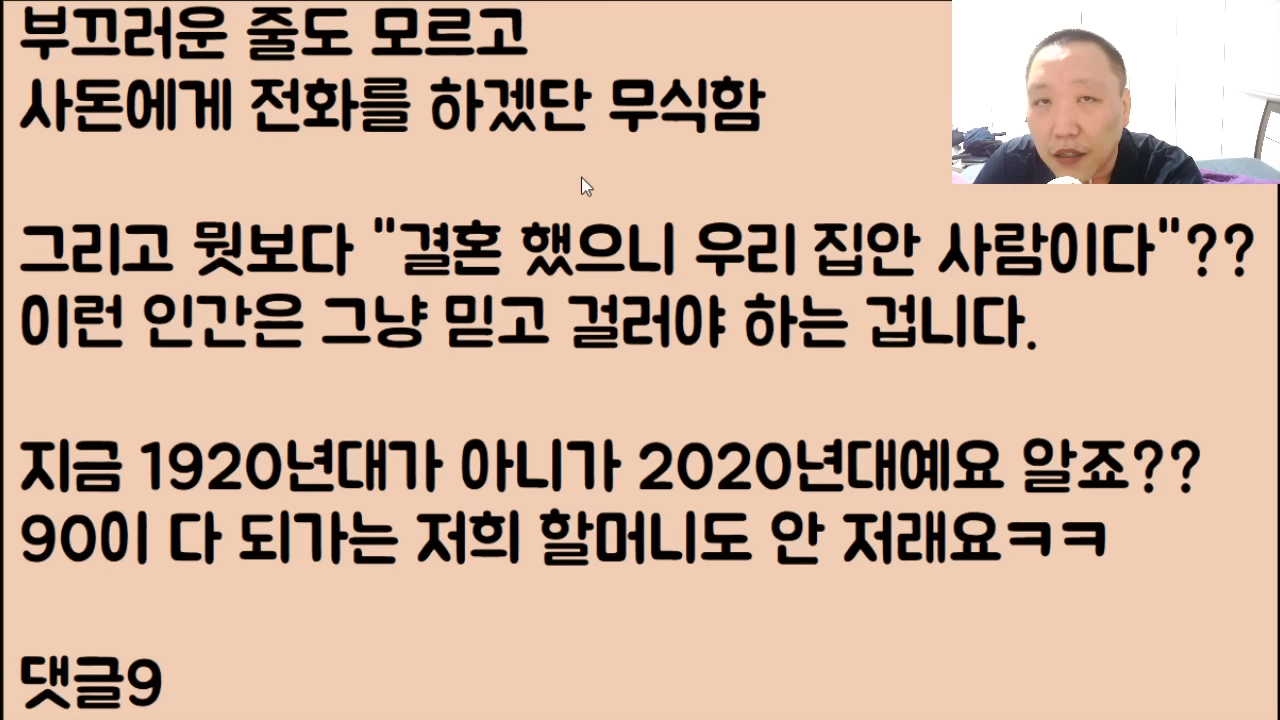 부끄러운 줄도 모르고
사돈에게 전화를 하겠단 무식함
그리고 뭣보다 "결혼 했으니 우리 집안 사람이다"??
이런 인간은 그냥 믿고 걸러야 하는 겁니다.
지금 1920년대가 아니가 2020년대예요 알죠??
90이 다 되가는 저희 할머니도 안 저래요ㅋㅋ
댓글9